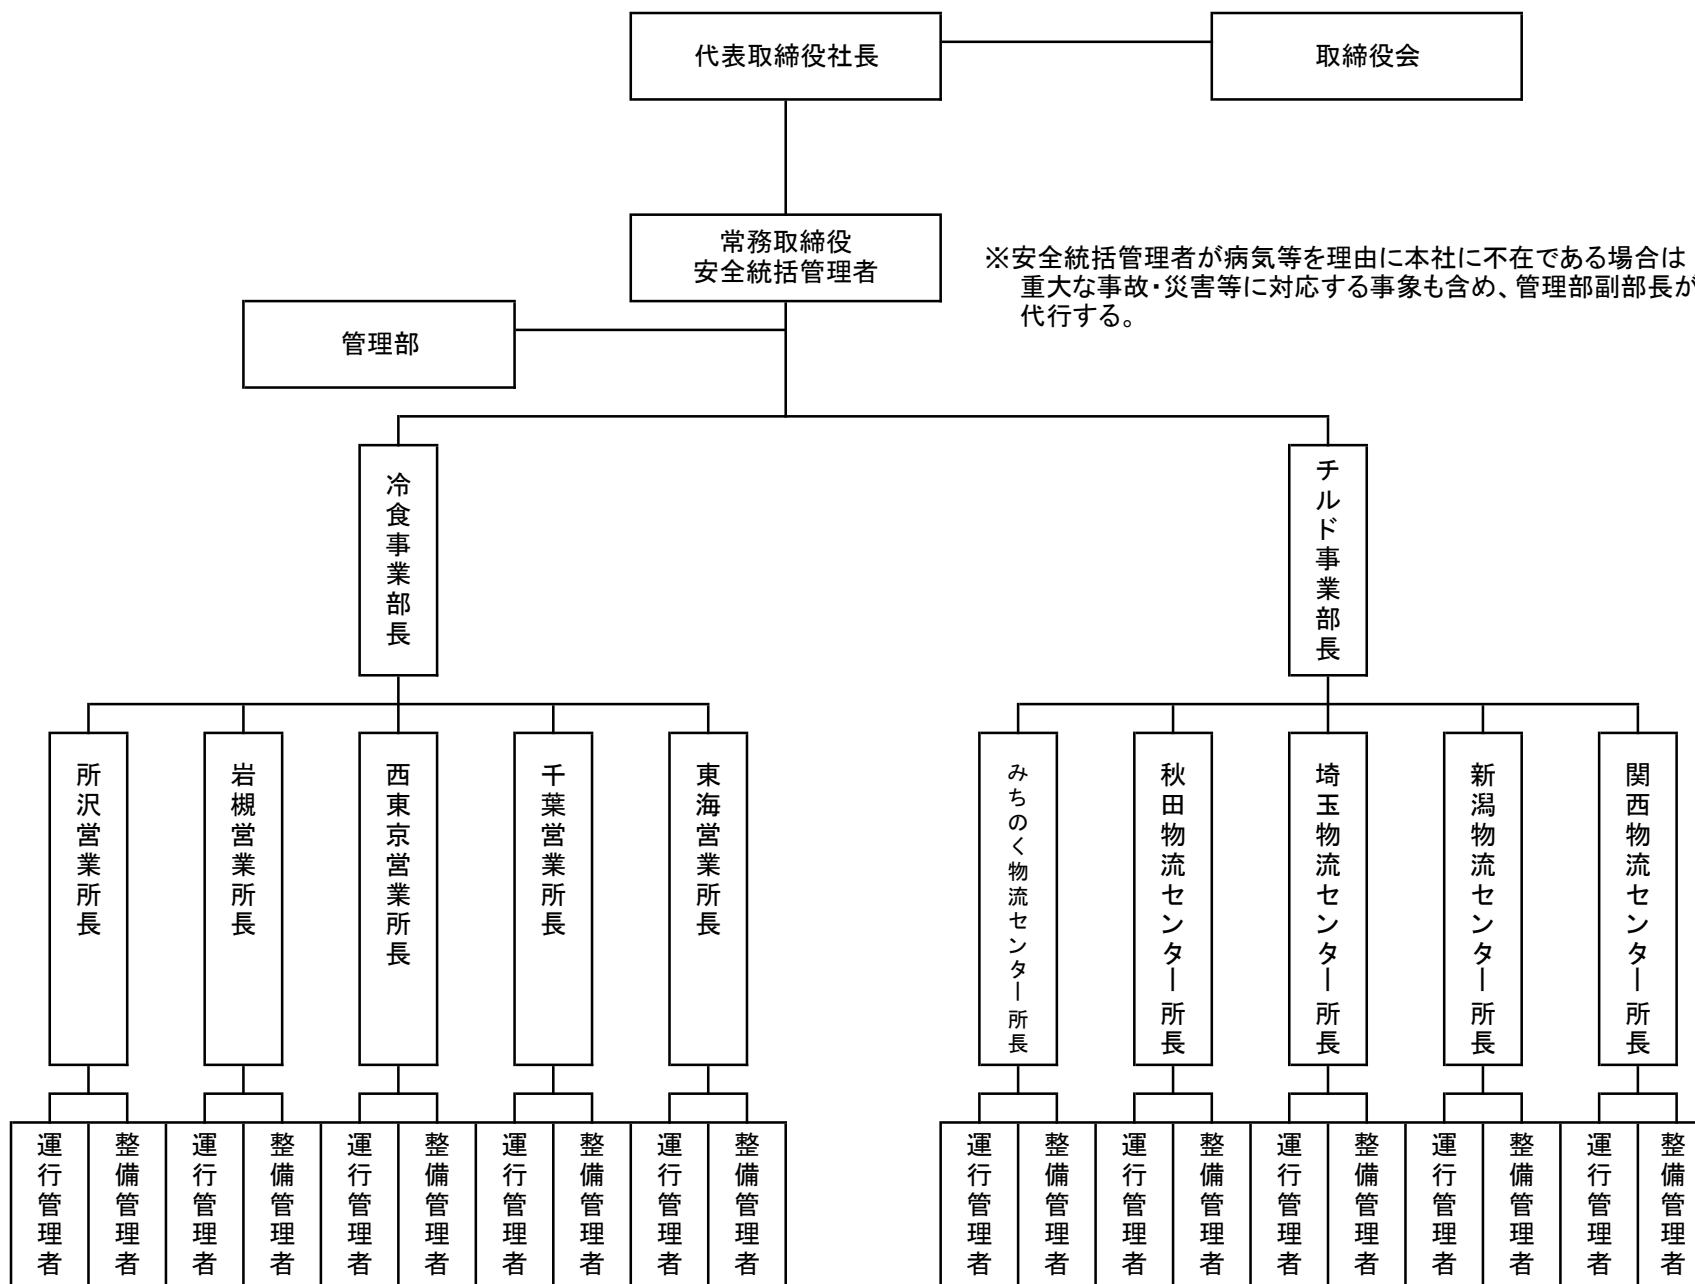 代表取締役社長
取締役会
常務取締役
安全統括管理者
※安全統括管理者が病気等を理由に本社に不在である場合は
重大な事故・災害等に対応する事象も含め、管理部副部長が
代行する。
管理部
冷食事業部長
チルド事業部長
所沢営業所長
岩槻営業所長
西東京営業所長
千葉営業所長
東海営業所長
みちのく物流センター所長
秋田物流センター所長
埼玉物流センター所長
新潟物流センター所長
関西物流センター所長
運行管理者
整備管理者
運行管理者
整備管理者
運行管理者
整備管理者
運行管理者
整備管理者
運行管理者
整備管理者
運行管理者
整備管理者
運行管理者
整備管理者
運行管理者
整備管理者
運行管理者
整備管理者
運行管理者
整備管理者